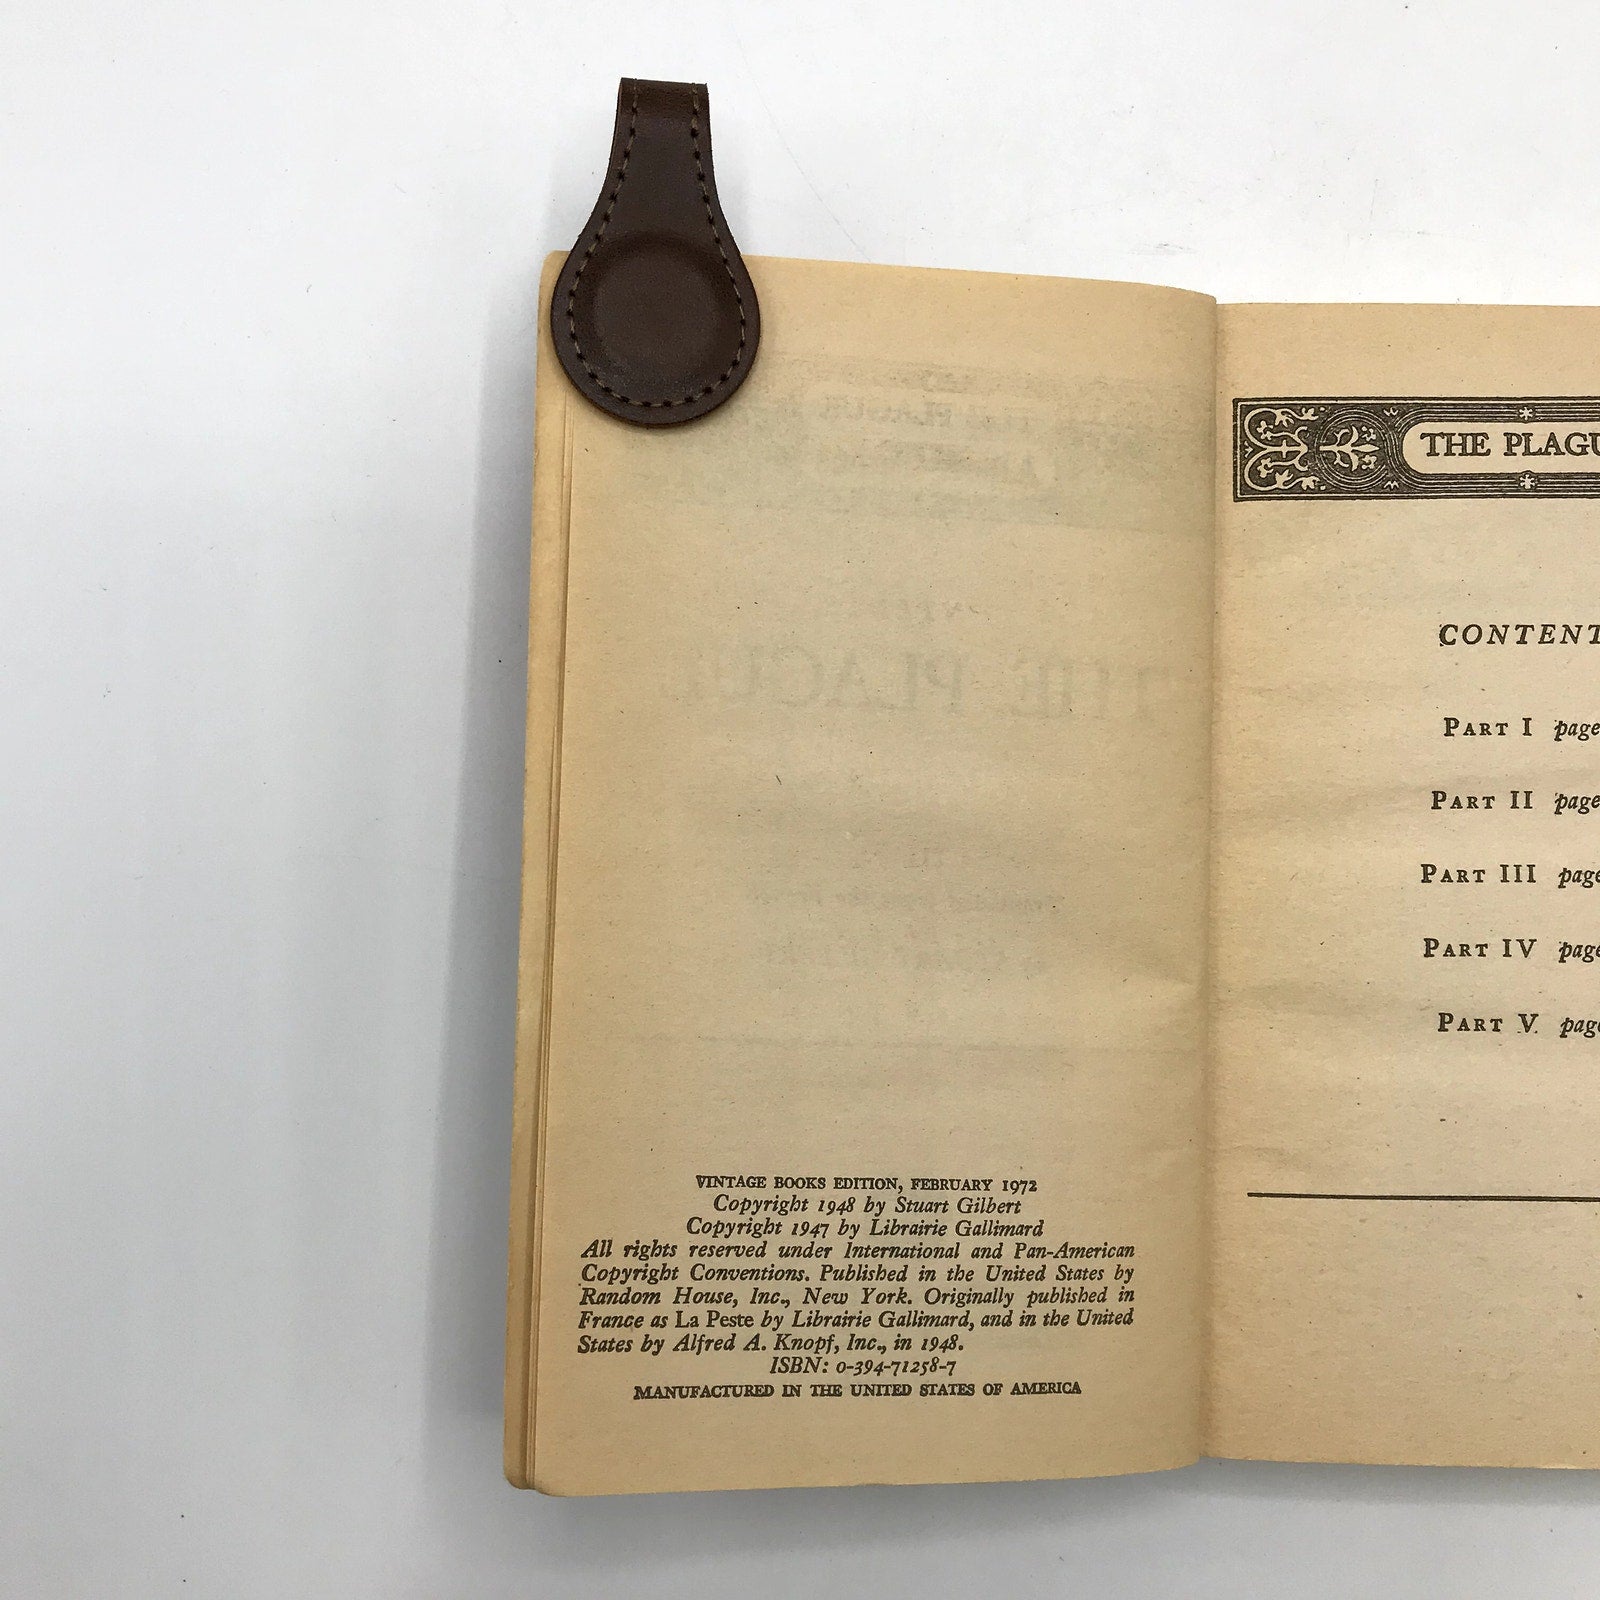 VINTAGE BOOKS EDITION, FEBRUARY 1972
Copyright 1948 by Stuart Gilbert
Copyright 1947 by Librairie Gallimard
All rights reserved under International and Pan-American
Copyright Conventions. Published in the United States by
Random House, Inc., New York. Originally published in
France as La Peste by Librairie Gallimard, and in the United
States by Alfred A. Knopf, Inc., in 1948.
ISBN: 0-394-71258-7
MANUFACTURED IN THE UNITED STATES OF AMERICA
THE PLAGU
CONTENT
PART I page
PART II page
PART III page
PART IV page
PART V page